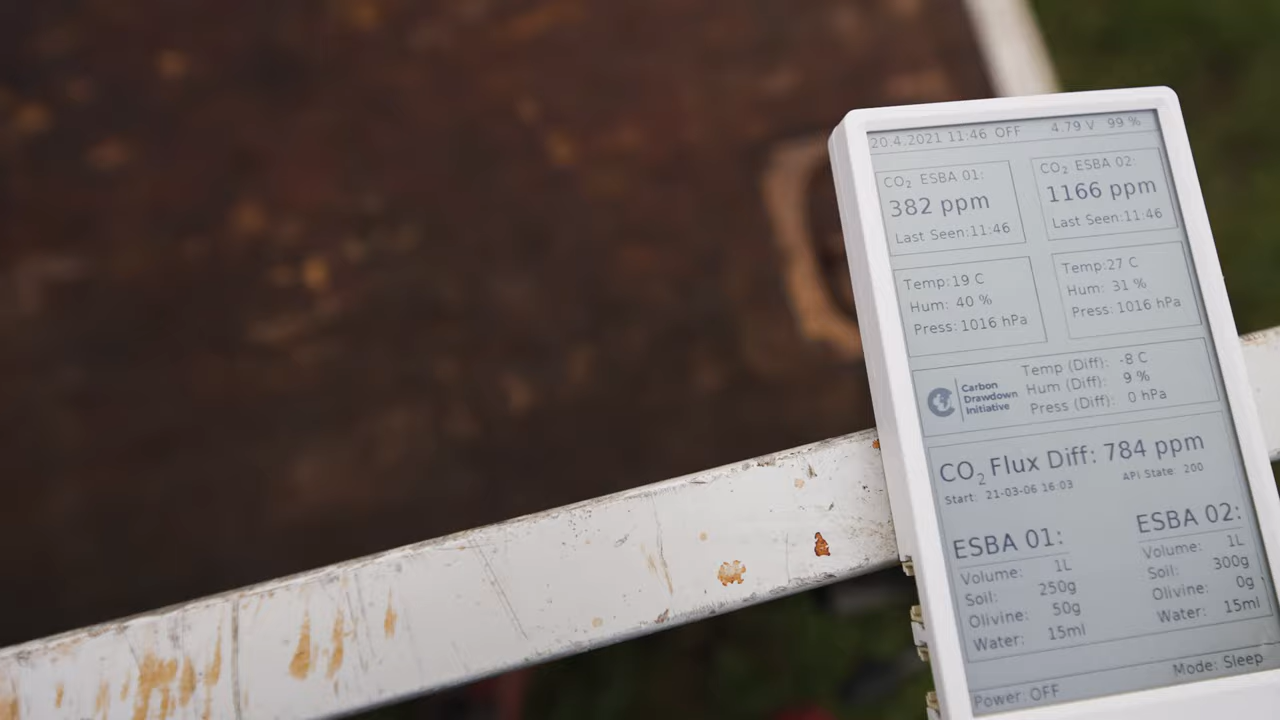 20.4.2021 11:46 OFF 4.79 V 99 %
CO₂ ESBA 01:
382 ppm
Last Seen:11:46
CO₂ ESBA 02:
1166 ppm
Last Seen:11:46
Temp:19 C
Hum: 40 %
Press:1016 hPa
Temp:27 C
Hum: 31 %
Press:1016 hPa
Carbon
Drawdown
Initiative
Temp (Diff): -8 C
Hum (Diff): 9 %
Press (Diff): 0 hPa
CO₂ Flux Diff: 784 ppm
Start: 21-03-06 16:03 API State: 200
ESBA 01:
Volume: 1L
Soil: 250g
Olivine: 50g
Water: 15ml
ESBA 02:
Volume: 1L
Soil: 300g
Olivine: 0g
Water: 15ml
Power: OFF Mode: Sleep